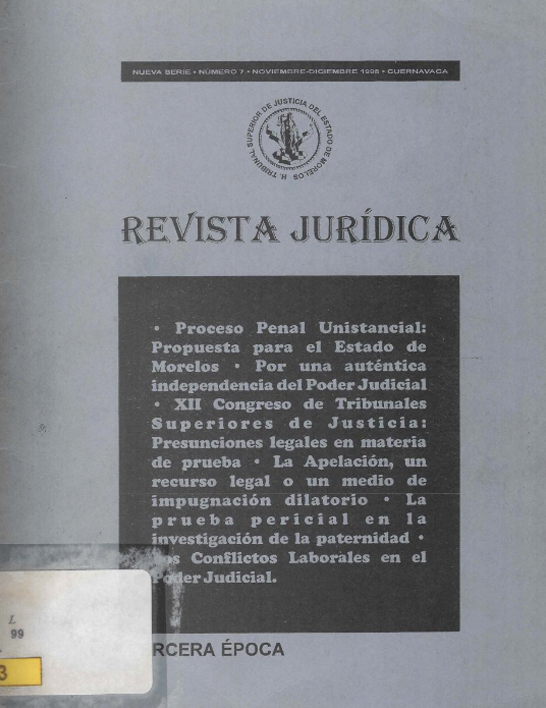 NUEVA SERIE • NÚMERO 7 • NOVIEMBRE-DICIEMBRE 1998 • CUERNAVACA
H. TRIBUNAL SUPERIOR DE JUSTICIA DEL ESTADO DE MORELOS
REVISTA JURÍDICA
• Proceso Penal Unistancial:
Propuesta para el Estado de
Morelos • Por una auténtica
independencia del Poder Judicial
• XII Congreso de Tribunales
Superiores de Justicia:
Presunciones legales en materia
de prueba • La Apelación, un
recurso legal o un medio de
impugnación dilatorio • La
prueba pericial en la
investigación de la paternidad •
os Conflictos Laborales en el
Poder Judicial.
L
99
3
RCERA ÉPOCA